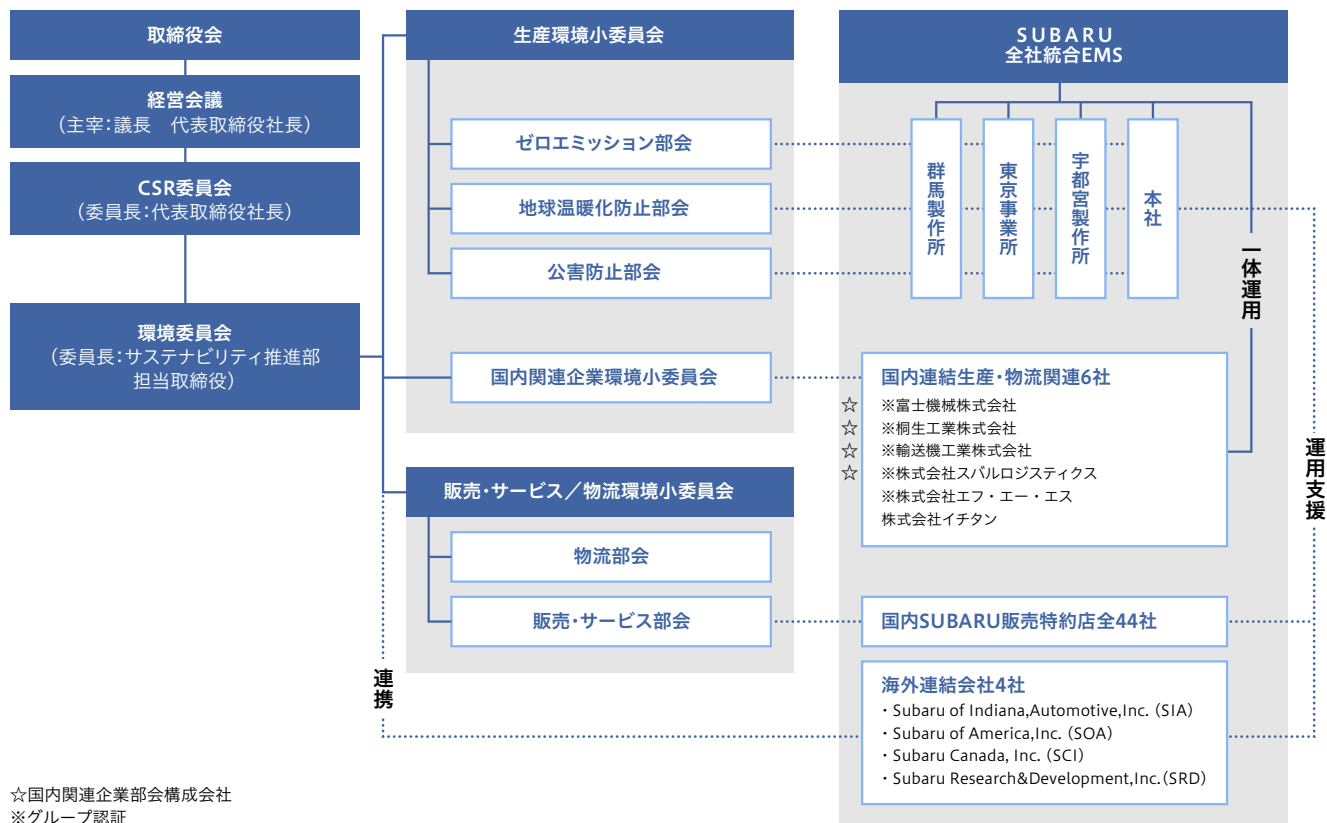 取締役会
経営会議
（主宰：議長　代表取締役社長）
CSR委員会
（委員長：代表取締役社長）
環境委員会
（委員長：サステナビリティ推進部
担当取締役）
生産環境小委員会
ゼロエミッション部会
地球温暖化防止部会
公害防止部会
国内関連企業環境小委員会
販売・サービス／物流環境小委員会
物流部会
販売・サービス部会
連携
SUBARU
全社統合EMS
群馬製作所
東京事業所
宇都宮製作所
本社
一体運用
国内連結生産・物流関連6社
☆ ※富士機械株式会社
☆ ※桐生工業株式会社
☆ ※輸送機工業株式会社
☆ ※株式会社スバルロジスティクス
※株式会社エフ・エー・エス
株式会社イチタン
運用支援
国内SUBARU販売特約店全44社
海外連結会社4社
・Subaru of Indiana,Automotive,Inc.（SIA）
・Subaru of America,Inc.（SOA）
・Subaru Canada, Inc.（SCI）
・Subaru Research&Development,Inc.（SRD）
☆国内関連企業部会構成会社
※グループ認証